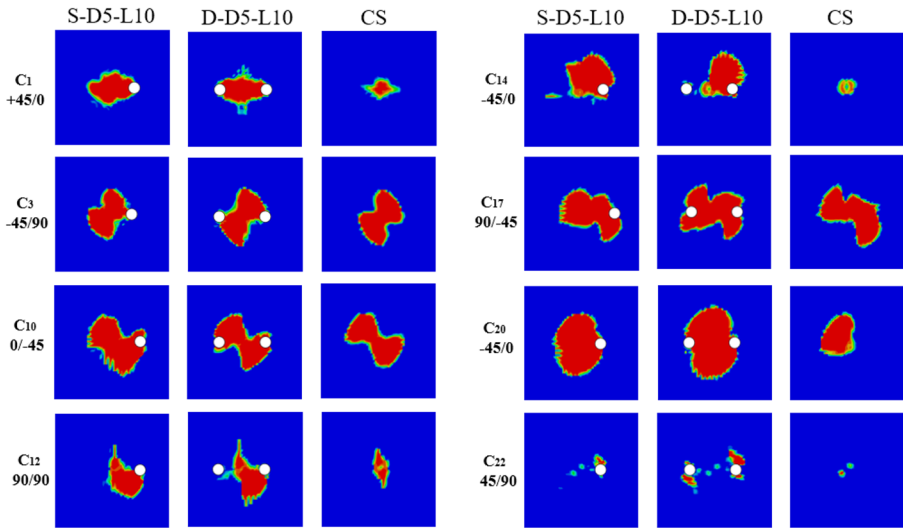 S-D5-L10 D-D5-L10 CS
C1
+45/0
C3
-45/90
C10
0/-45
C12
90/90
S-D5-L10 D-D5-L10 CS
C14
-45/0
C17
90/-45
C20
-45/0
C22
45/90